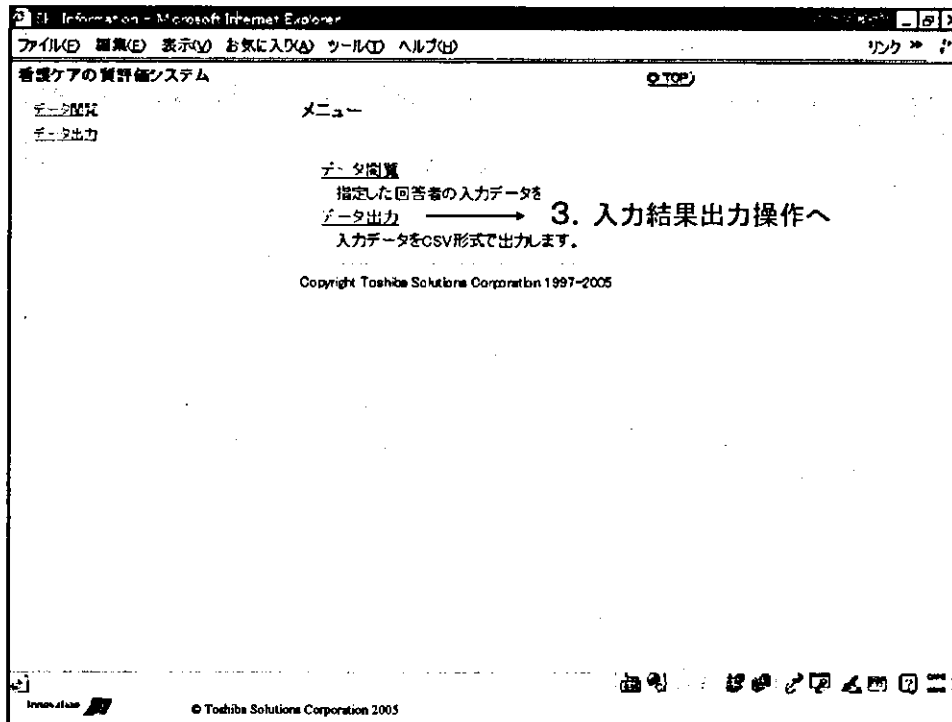 Information - Microsoft Internet Explorer
ファイル(F) 編集(E) 表示(V) お気に入り(A) ツール(T) ヘルプ(H) リンク »
看護ケアの質評価システム TOP
データ閲覧
データ出力
メニュー
データ閲覧
指定した回答者の入力データを
データ出力 → 3. 入力結果出力操作へ
入力データをCSV形式で出力します。
Copyright Toshiba Solutions Corporation 1997-2005
© Toshiba Solutions Corporation 2005